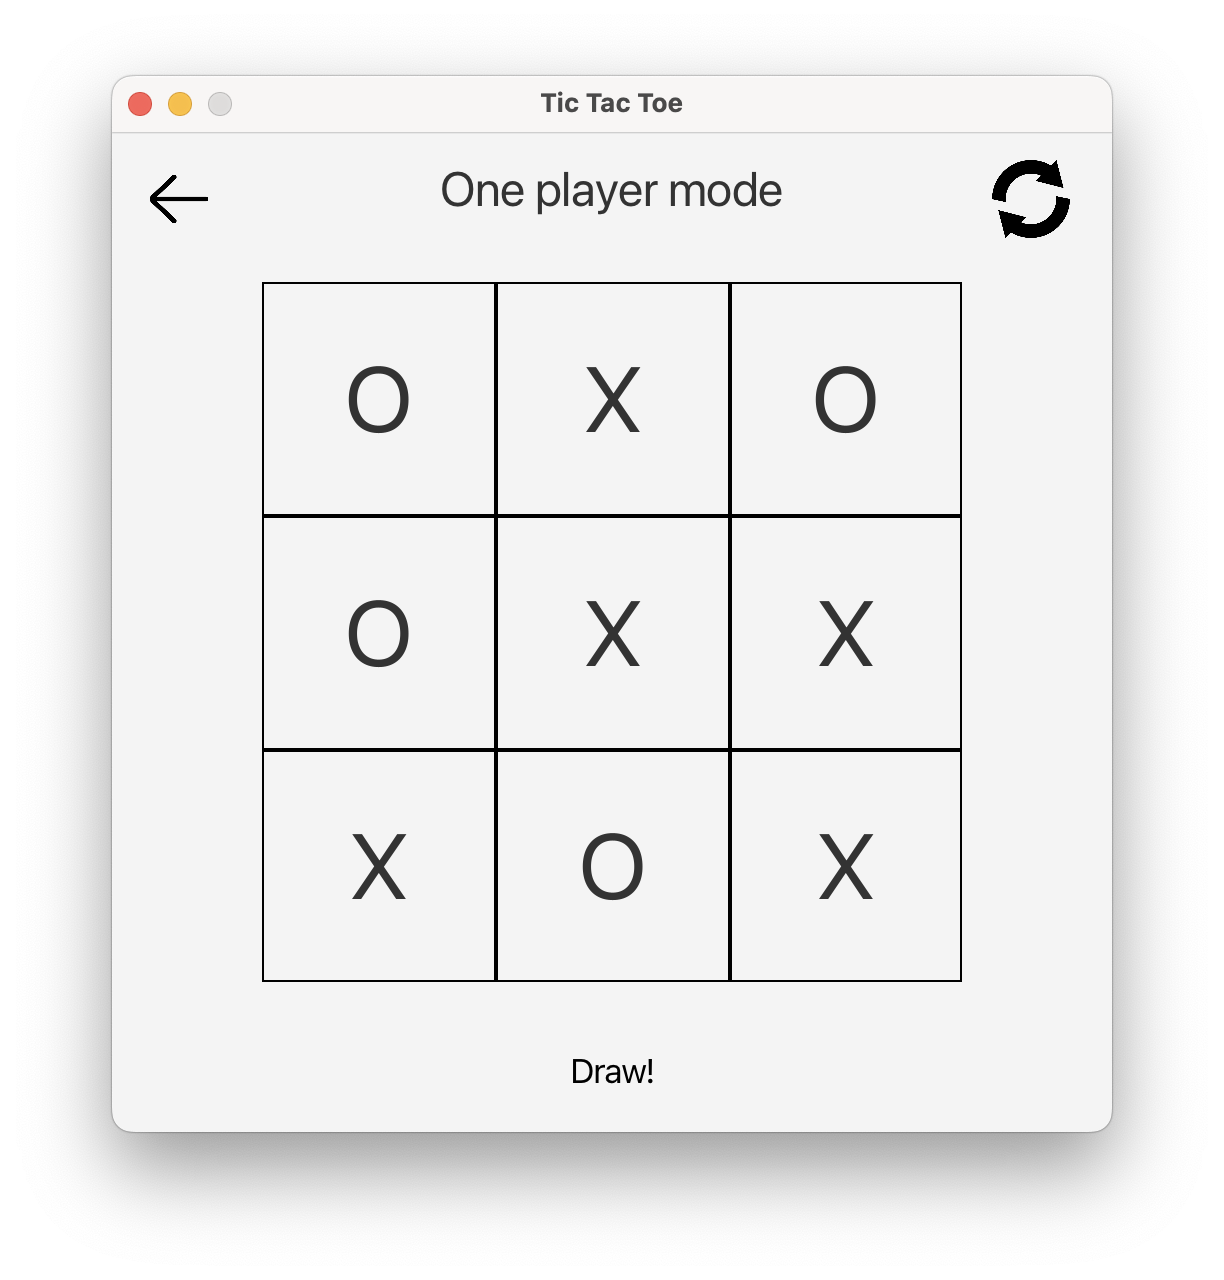 Tic Tac Toe
One player mode
O X O
O X X
X O X
Draw!